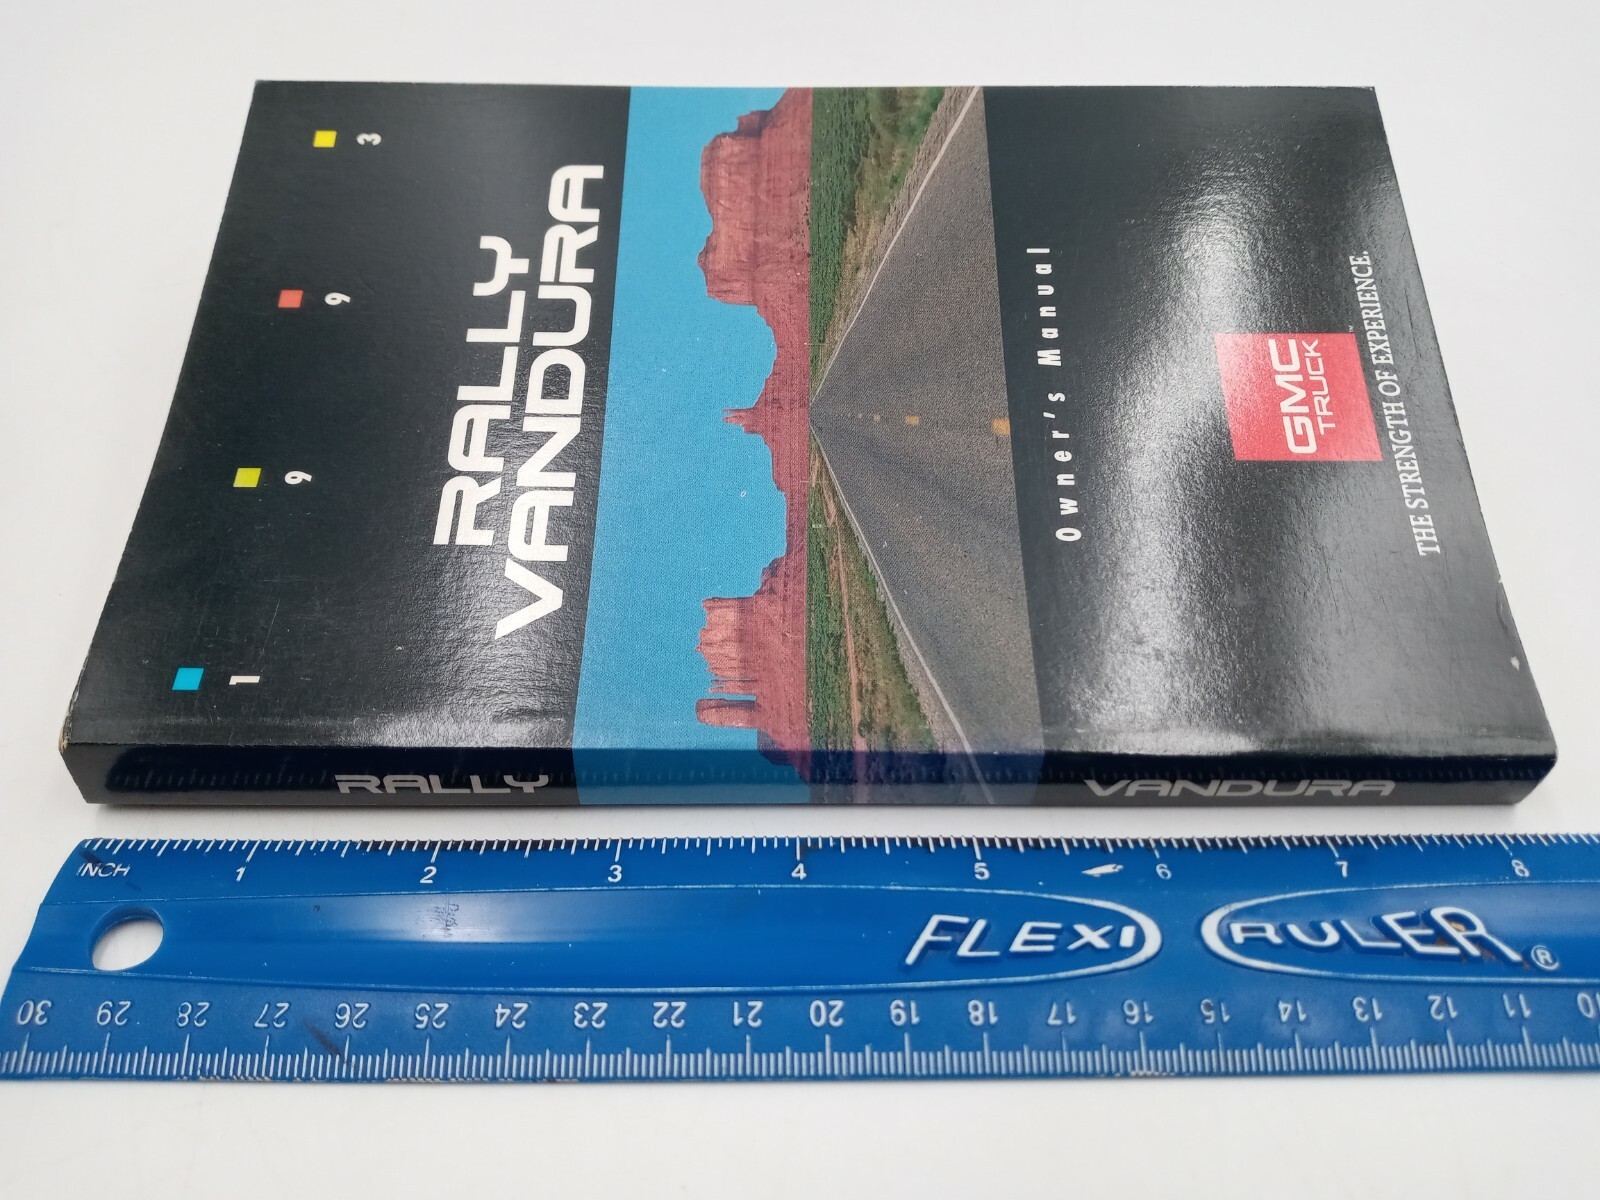 1 9 9 3
RALLY
VANDURA
Owner's Manual
GMC
TRUCK™
THE STRENGTH OF EXPERIENCE.
RALLY VANDURA
INCH 1 2 3 4 5 6 7 8
FLEXI RULER®
30 29 28 27 26 25 24 23 22 21 20 19 18 17 16 15 14 13 12 11 10